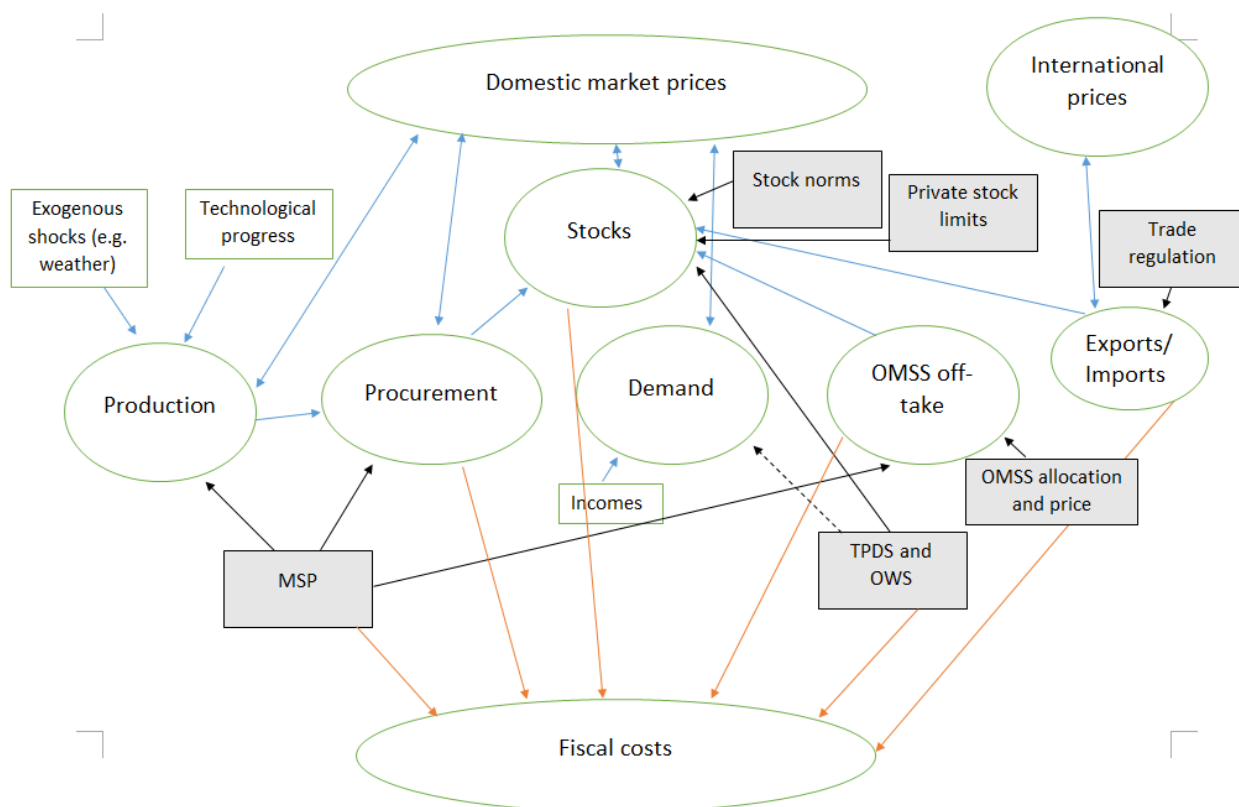 Domestic market prices
International
prices
Stock norms
Private stock
limits
Exogenous
shocks (e.g.
weather)
Technological
progress
Stocks
Trade
regulation
Production
Procurement
Demand
OMSS off-
take
Exports/
Imports
Incomes
OMSS allocation
and price
MSP
TPDS and
OWS
Fiscal costs